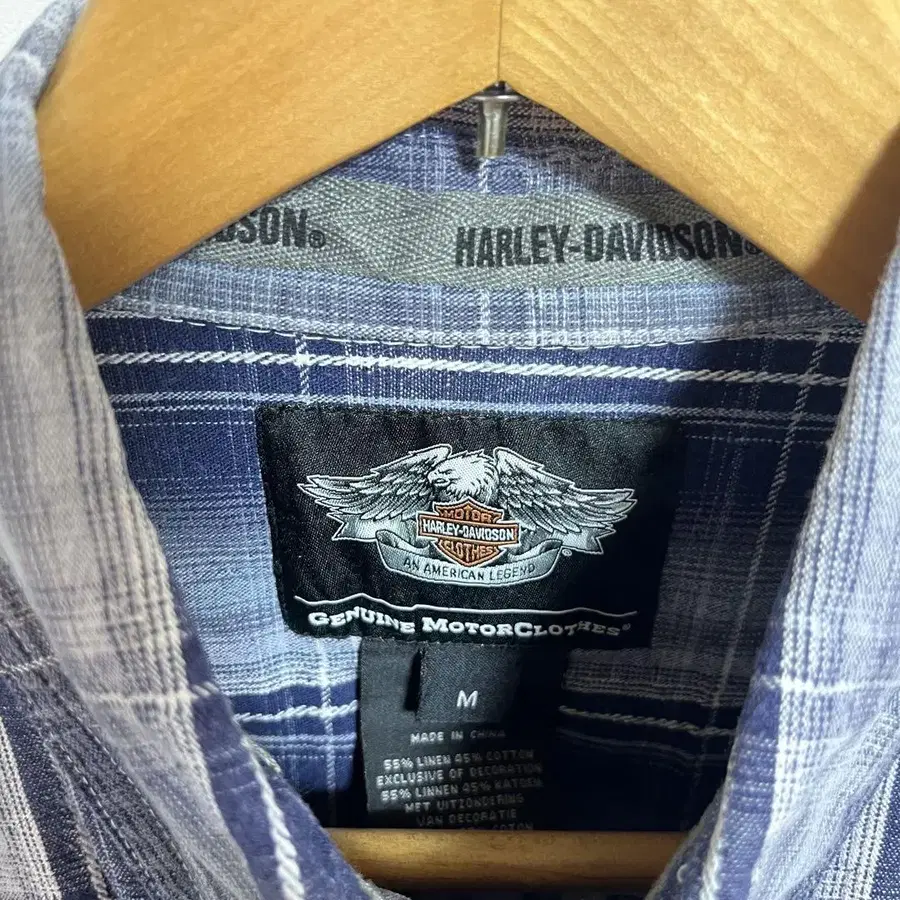 DSON®
HARLEY-DAVIDSON®
MOTOR
HARLEY-DAVIDSON
CLOTHES
AN AMERICAN LEGEND
®
GENUINE MOTORCLOTHES®
M
MADE IN CHINA
55% LINEN 45% COTTON
EXCLUSIVE OF DECORATION
55% LINNEN 45% KATOEN
MET UITZONDERING
VAN DECORATIE